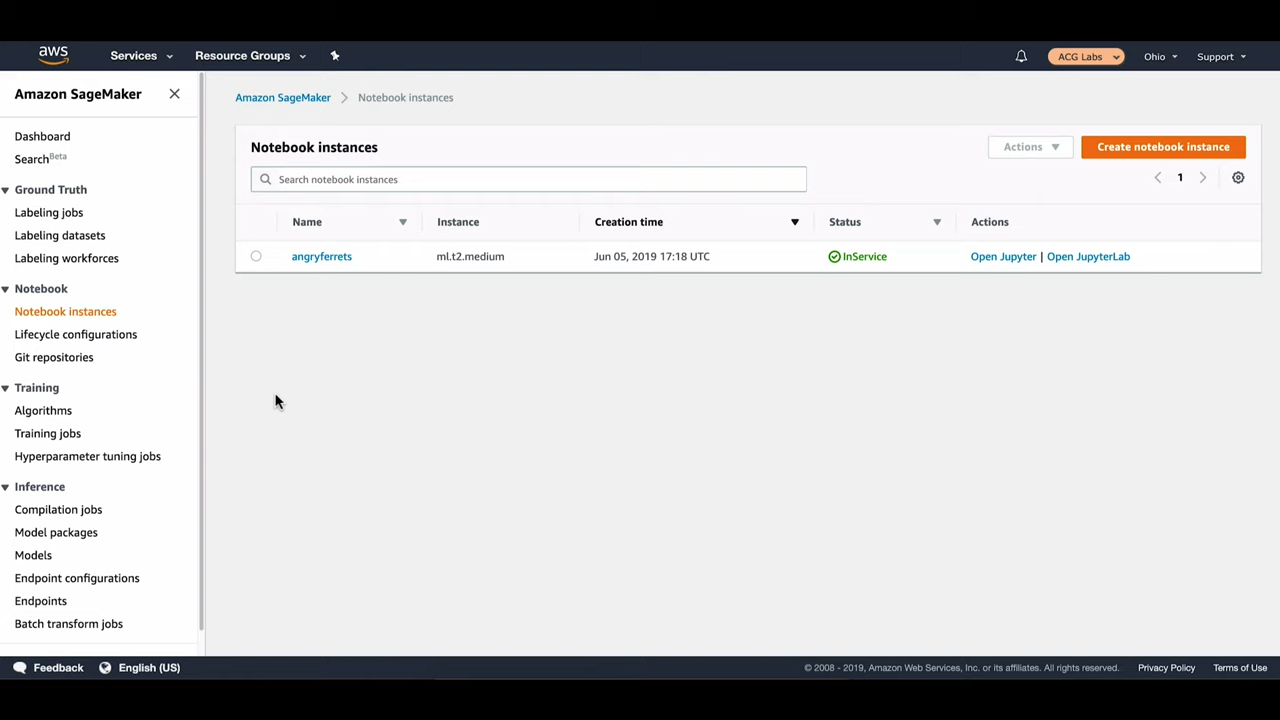 aws Services Resource Groups ACG Labs Ohio Support
Amazon SageMaker
Dashboard
Search Beta
Ground Truth
Labeling jobs
Labeling datasets
Labeling workforces
Notebook
Notebook instances
Lifecycle configurations
Git repositories
Training
Algorithms
Training jobs
Hyperparameter tuning jobs
Inference
Compilation jobs
Model packages
Models
Endpoint configurations
Endpoints
Batch transform jobs
Amazon SageMaker Notebook instances
Notebook instances Actions Create notebook instance
Search notebook instances 1
Name Instance Creation time Status Actions
angryferrets ml.t2.medium Jun 05, 2019 17:18 UTC InService Open Jupyter | Open JupyterLab
Feedback English (US) © 2008 - 2019, Amazon Web Services, Inc. or its affiliates. All rights reserved. Privacy Policy Terms of Use